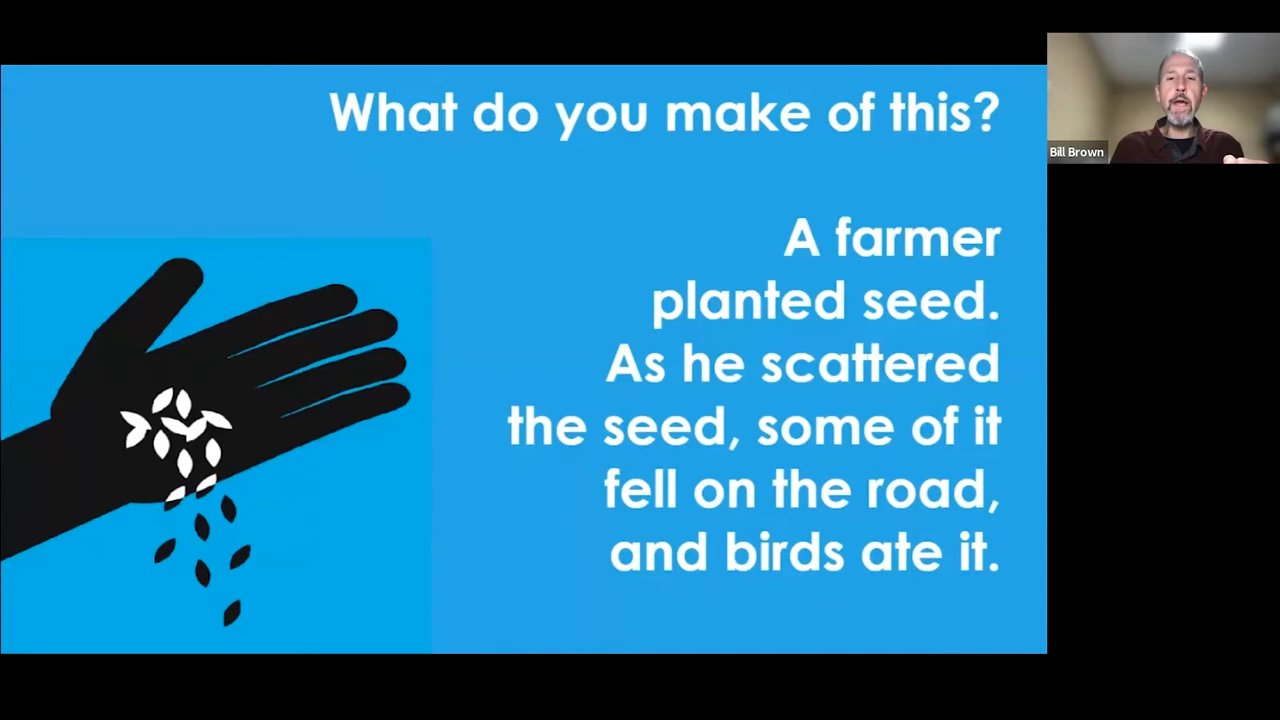 What do you make of this?
A farmer
planted seed.
As he scattered
the seed, some of it
fell on the road,
and birds ate it.
Bill Brown